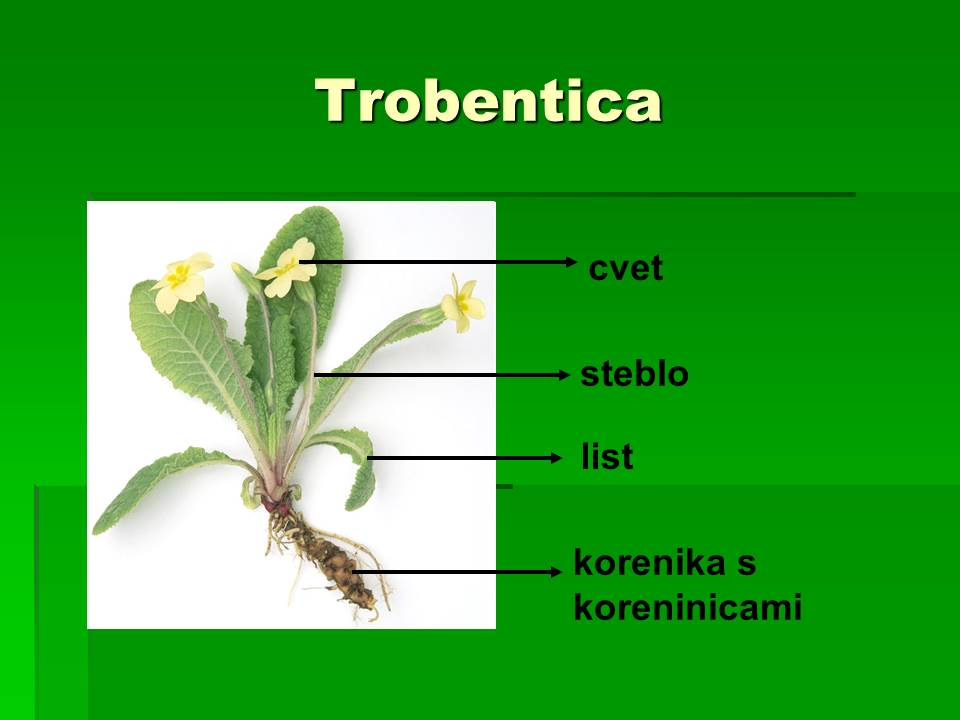 Trobentica
cvet
steblo
list
korenika s
koreninicami